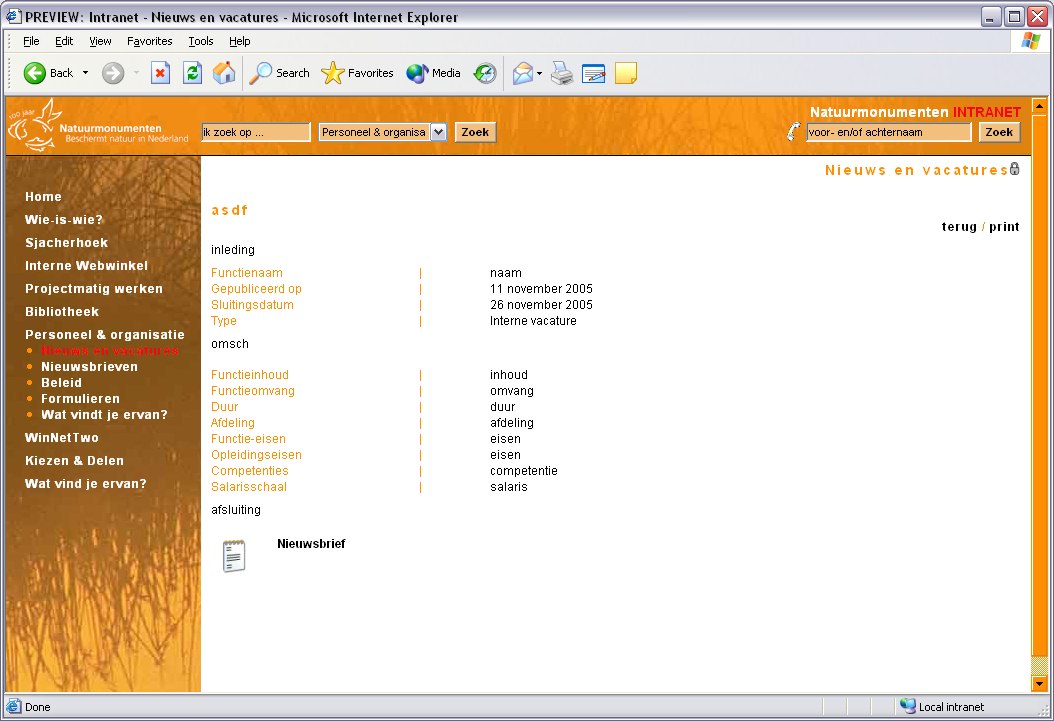 PREVIEW: Intranet - Nieuws en vacatures - Microsoft Internet Explorer
File Edit View Favorites Tools Help
Back Search Favorites Media
100 jaar
Natuurmonumenten
Beschermt natuur in Nederland
ik zoek op ... Personeel & organisa Zoek
Natuurmonumenten INTRANET
voor- en/of achternaam Zoek
Nieuws en vacatures
Home
Wie-is-wie?
Sjacherhoek
Interne Webwinkel
Projectmatig werken
Bibliotheek
Personeel & organisatie
Nieuws en vacatures
Nieuwsbrieven
Beleid
Formulieren
Wat vindt je ervan?
WinNetTwo
Kiezen & Delen
Wat vind je ervan?
asdf
terug / print
inleding
Functienaam | naam
Gepubliceerd op | 11 november 2005
Sluitingsdatum | 26 november 2005
Type | Interne vacature
omsch
Functieinhoud | inhoud
Functieomvang | omvang
Duur | duur
Afdeling | afdeling
Functie-eisen | eisen
Opleidingseisen | eisen
Competenties | competentie
Salarisschaal | salaris
afsluiting
Nieuwsbrief
Done Local intranet